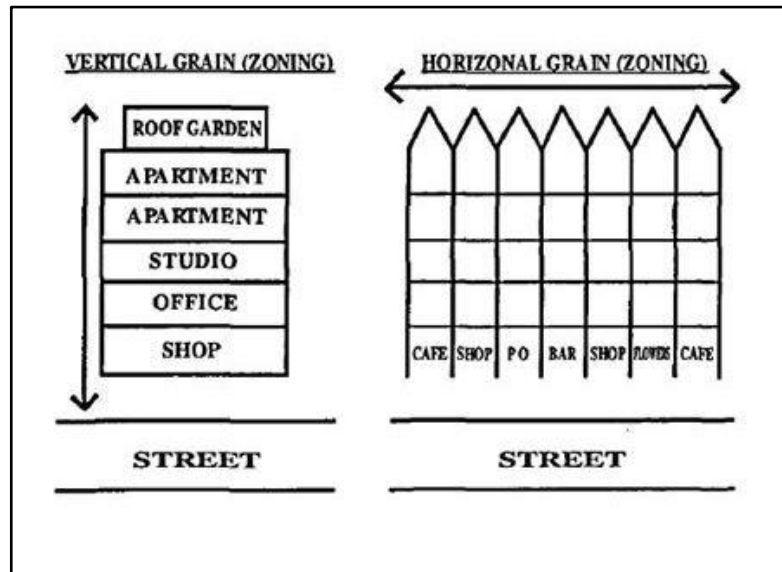 VERTICAL GRAIN (ZONING)
ROOF GARDEN
APARTMENT
APARTMENT
STUDIO
OFFICE
SHOP
STREET
HORIZONAL GRAIN (ZONING)
CAFE SHOP PO BAR SHOP FLOWERS CAFE
STREET